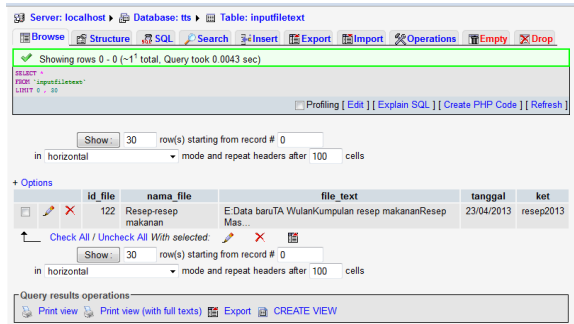 Server: localhost ▸ Database: tts ▸ Table: inputfiletext
Browse Structure SQL Search Insert Export Import Operations Empty Drop
Showing rows 0 - 0 (~1¹ total, Query took 0.0043 sec)
SELECT *
FROM `inputfiletext`
LIMIT 0 , 30
Profiling [ Edit ] [ Explain SQL ] [ Create PHP Code ] [ Refresh ]
Show : 30 row(s) starting from record # 0
in horizontal mode and repeat headers after 100 cells
+ Options
id_file nama_file file_text tanggal ket
122 Resep-resep makanan E:Data baruTA WulanKumpulan resep makananResep Mas... 23/04/2013 resep2013
Check All / Uncheck All With selected:
Show : 30 row(s) starting from record # 0
in horizontal mode and repeat headers after 100 cells
Query results operations
Print view Print view (with full texts) Export CREATE VIEW